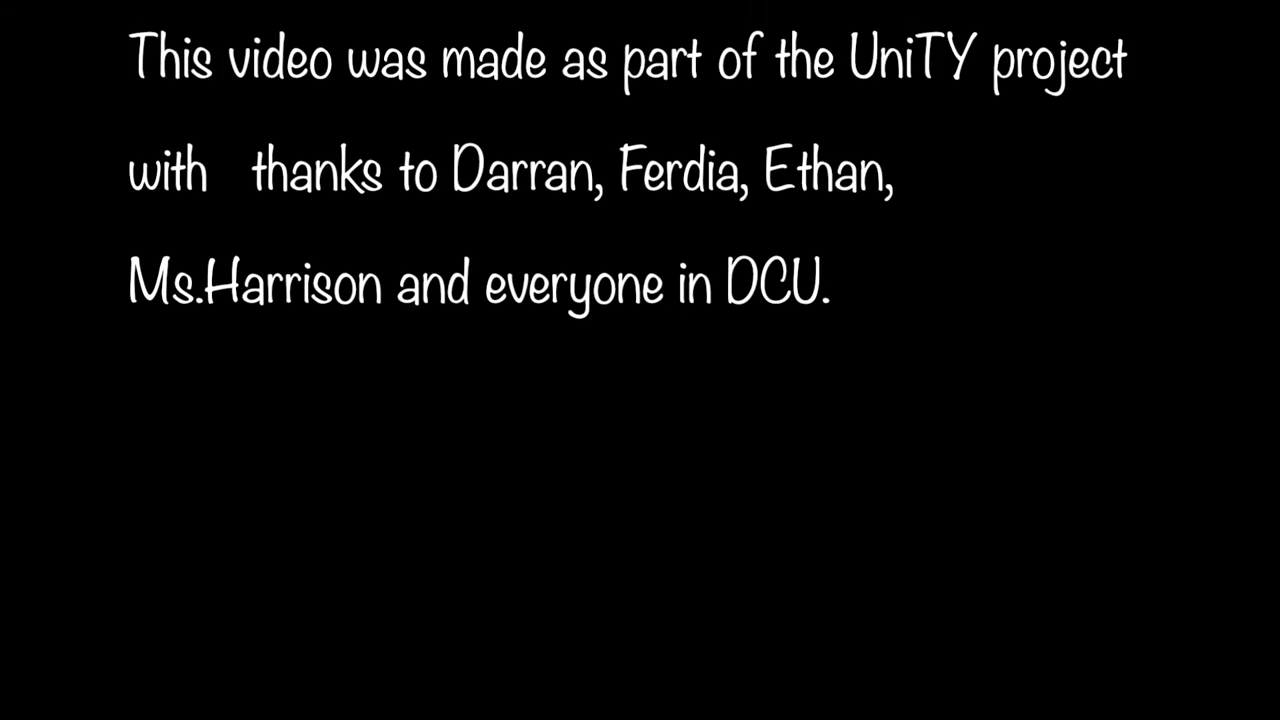 This video was made as part of the UniTY project
with thanks to Darran, Ferdia, Ethan,
Ms.Harrison and everyone in DCU.